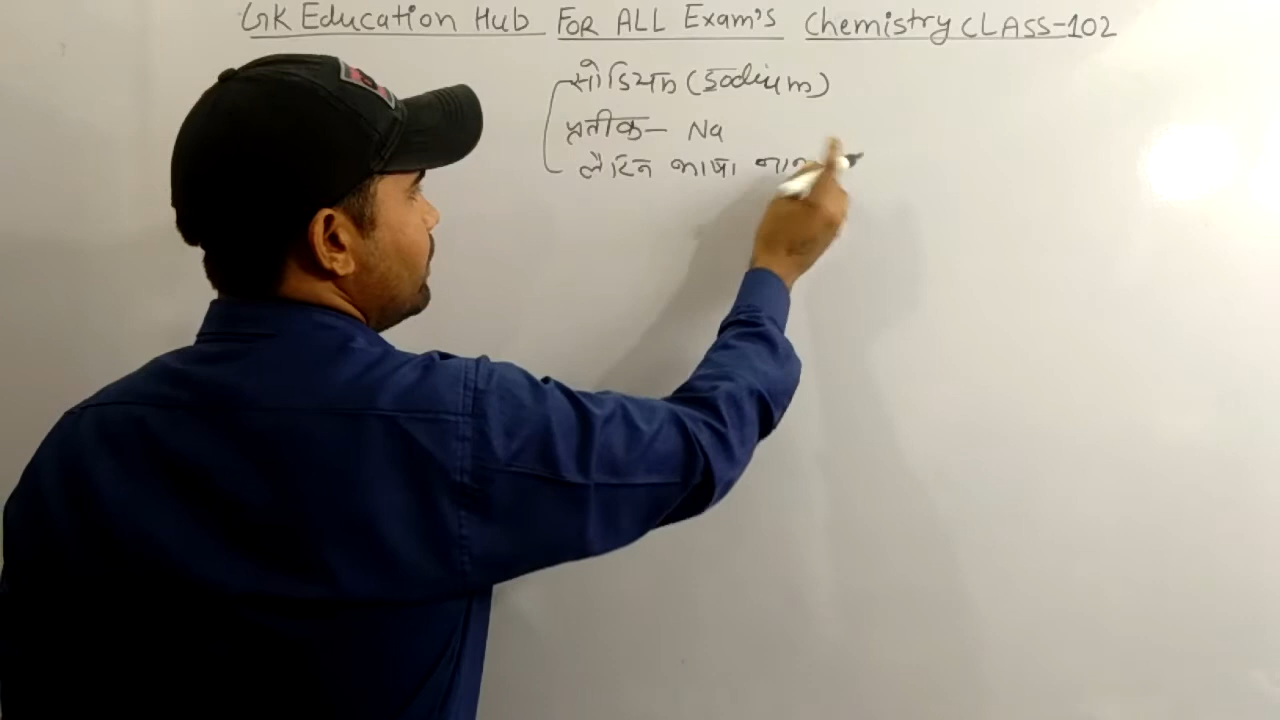 GK Education Hub FOR ALL Exam's Chemistry CLASS-102
सोडियम (Sodium)
प्रतीक - Na
लैटिन भाषा